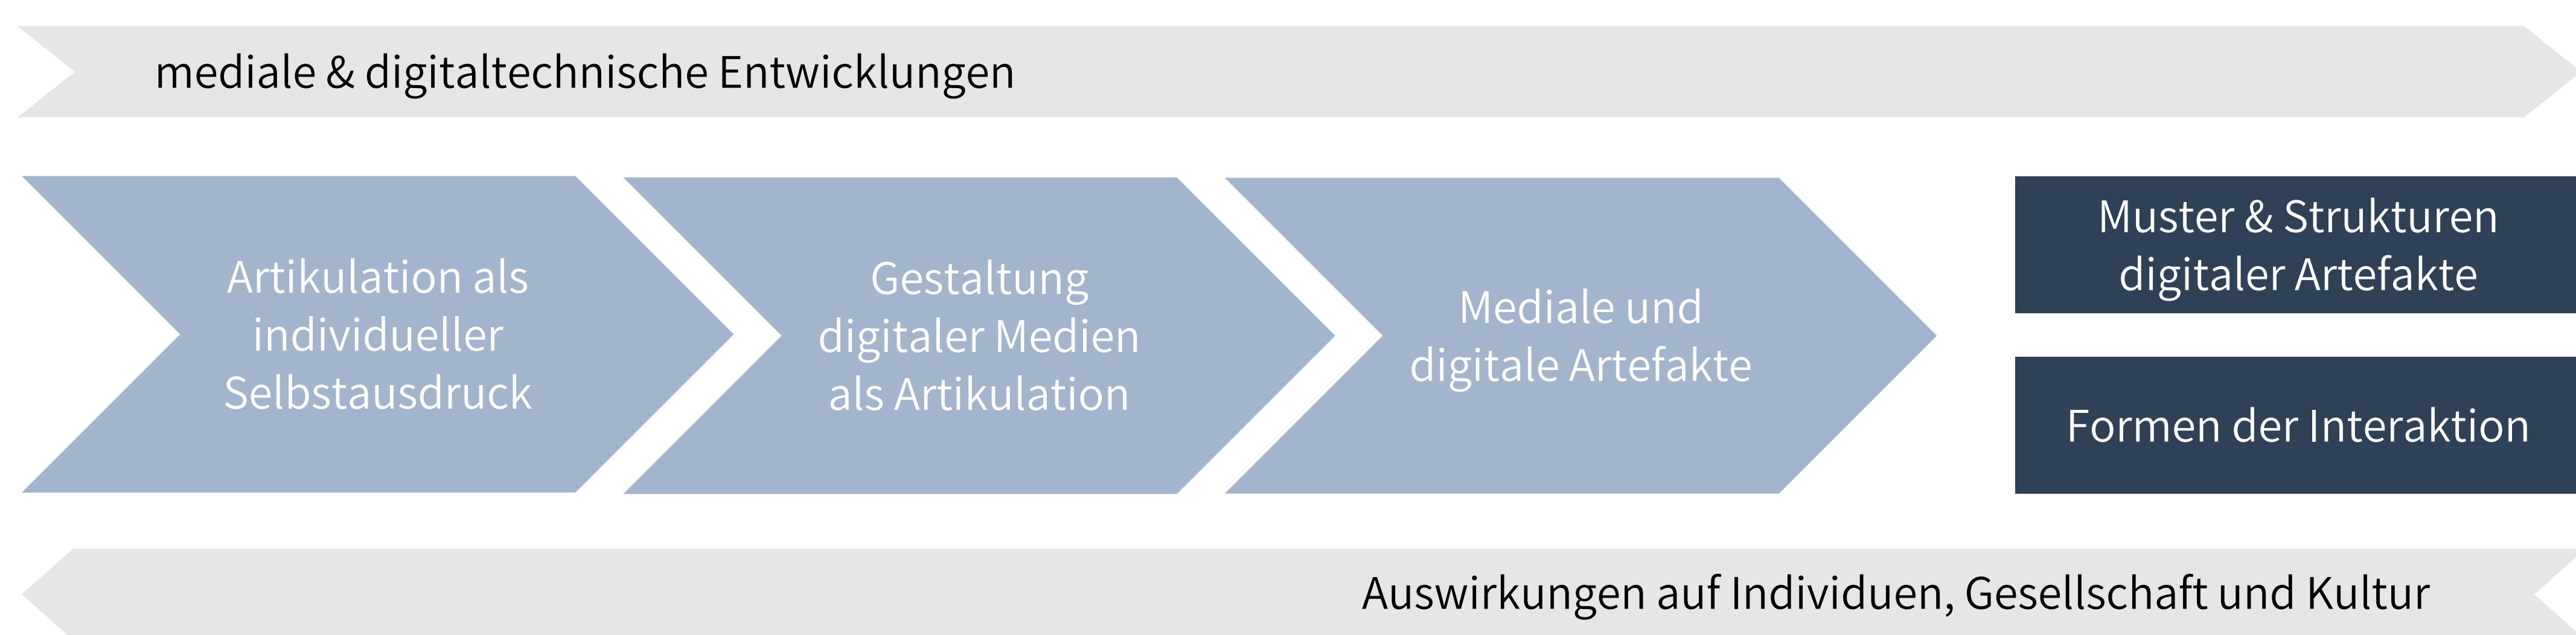 mediale & digitaltechnische Entwicklungen
Artikulation als
individueller
Selbstausdruck
Gestaltung
digitaler Medien
als Artikulation
Mediale und
digitale Artefakte
Muster & Strukturen
digitaler Artefakte
Formen der Interaktion
Auswirkungen auf Individuen, Gesellschaft und Kultur